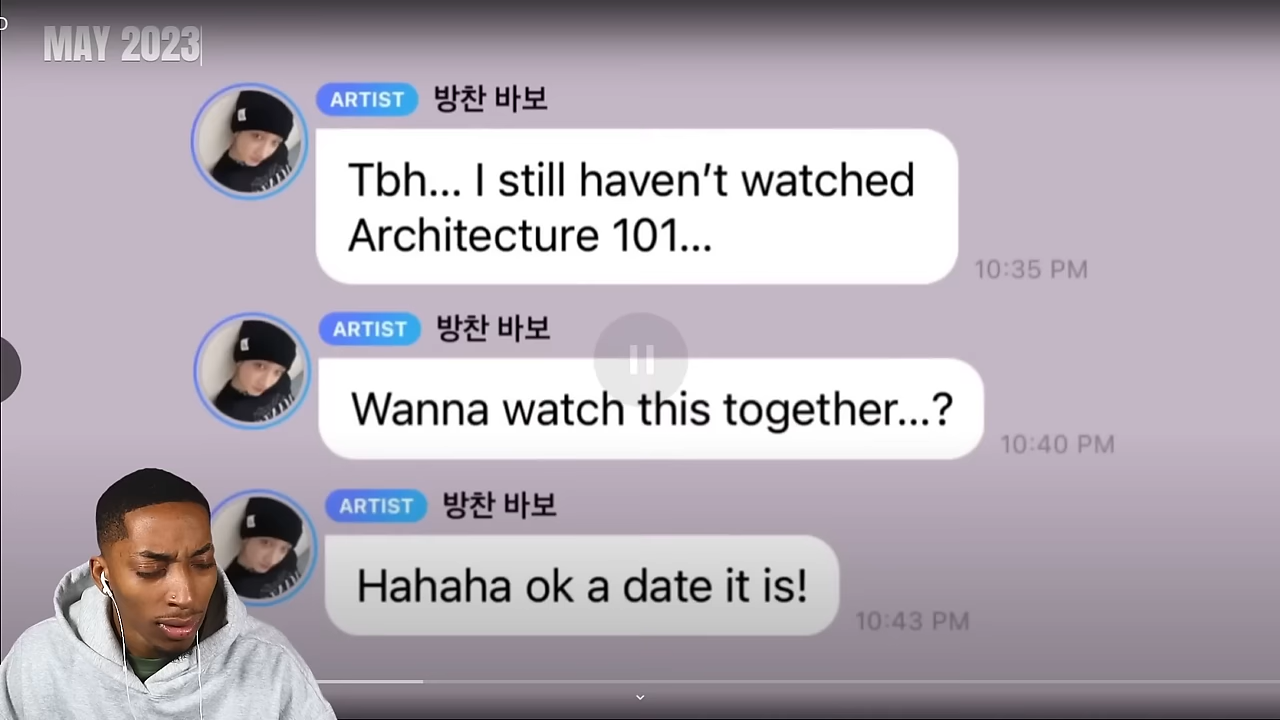 MAY 2023
ARTIST 방찬 바보
Tbh... I still haven't watched
Architecture 101...
10:35 PM
ARTIST 방찬 바보
Wanna watch this together...?
10:40 PM
ARTIST 방찬 바보
Hahaha ok a date it is!
10:43 PM